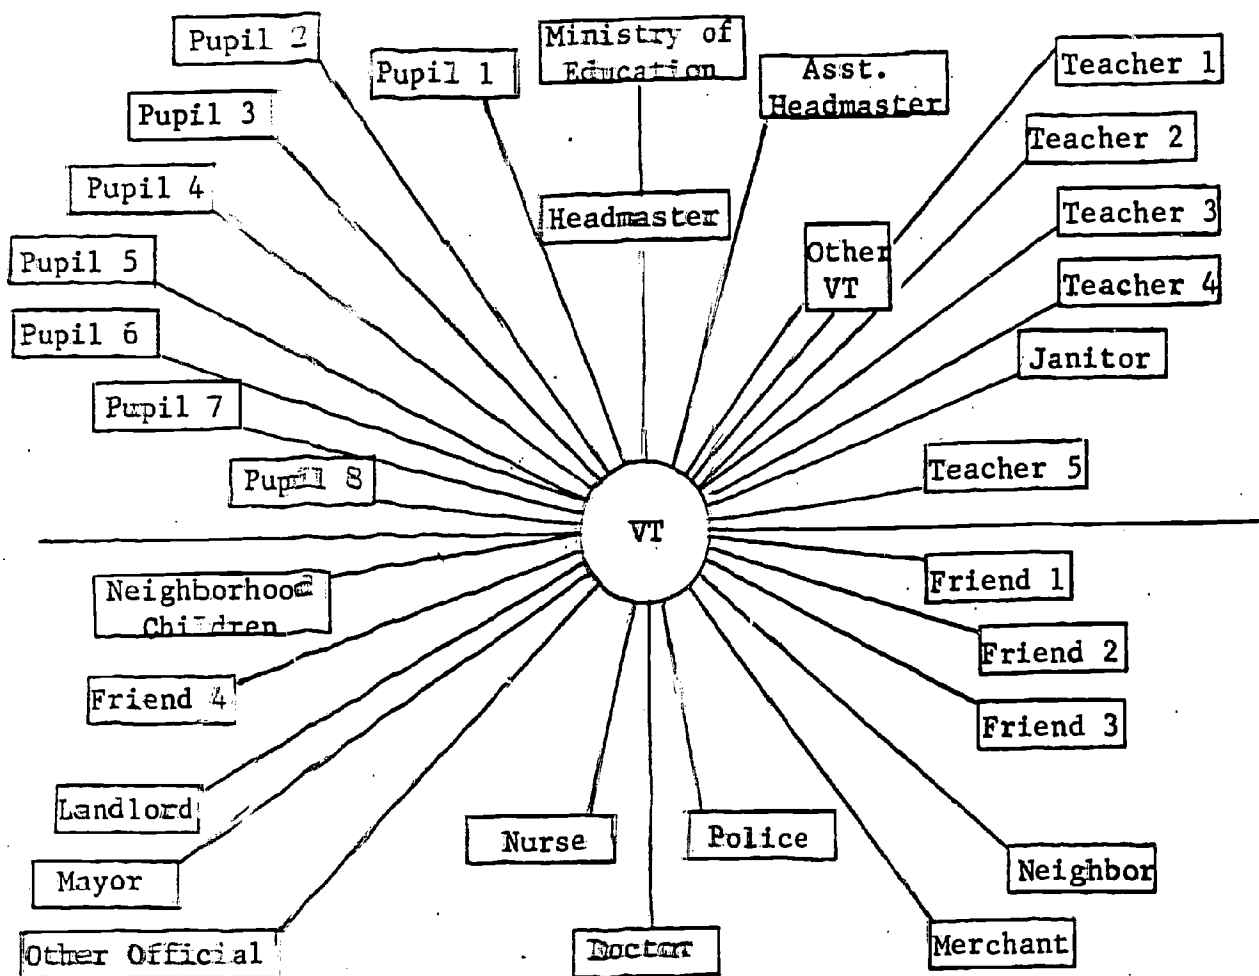 Pupil 2
Pupil 1
Ministry of
Education
Asst.
Headmaster
Teacher 1
Pupil 3
Teacher 2
Pupil 4
Headmaster
Teacher 3
Pupil 5
Other
VT
Teacher 4
Pupil 6
Janitor
Pupil 7
Pupil 8
Teacher 5
VT
Neighborhood
Children
Friend 1
Friend 2
Friend 4
Friend 3
Landlord
Nurse
Police
Mayor
Neighbor
Other Official
Doctor
Merchant